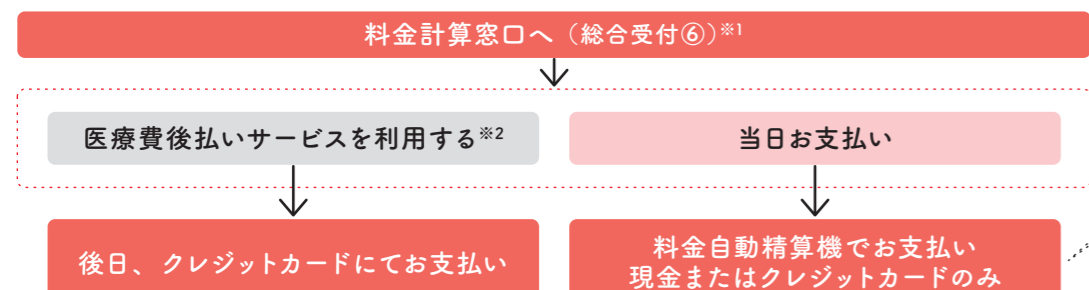 料金計算窓口へ（総合受付⑥）※1
医療費後払いサービスを利用する※2
当日お支払い
後日、クレジットカードにてお支払い
料金自動精算機でお支払い
現金またはクレジットカードのみ